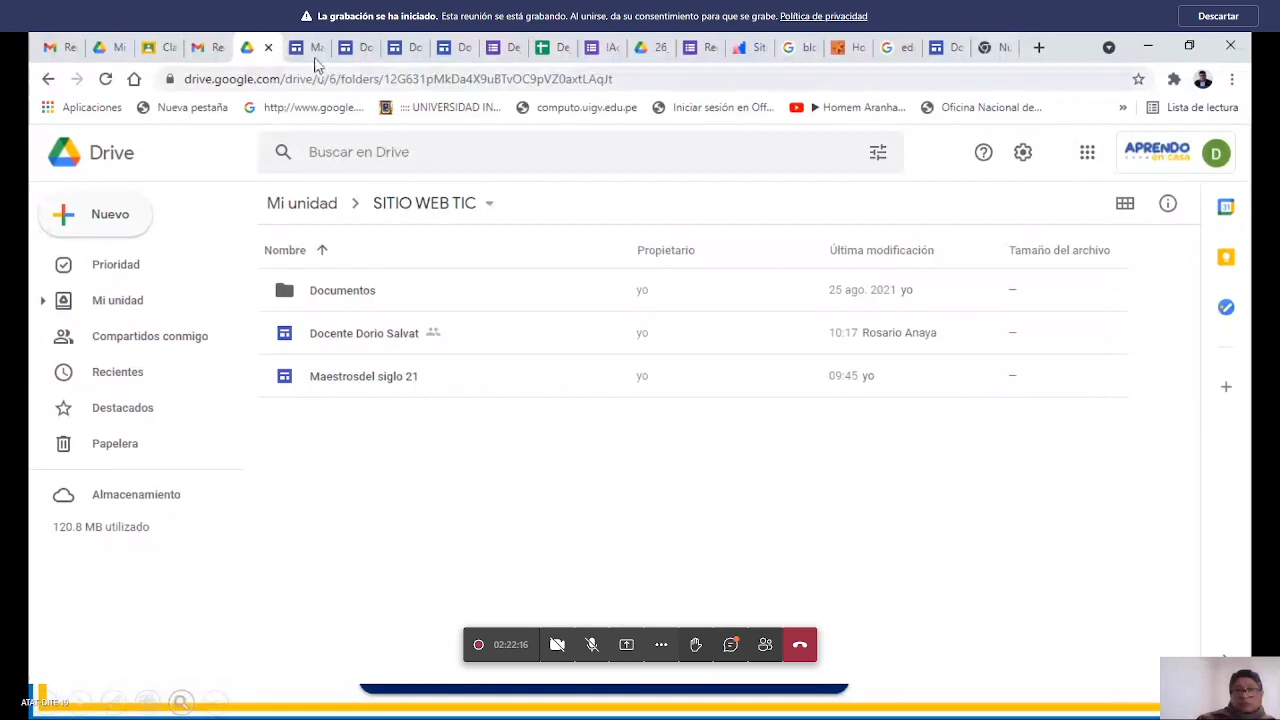 La grabación se ha iniciado. Esta reunión se está grabando. Al unirse, da su consentimiento para que se grabe. Política de privacidad
Descartar
drive.google.com/drive/u/6/folders/12G631pMkDa4X9uBTvOC9pVZ0axtLAqJt
Aplicaciones
Nueva pestaña
http://www.google....
:::: UNIVERSIDAD IN...
computo.uigv.edu.pe
Iniciar sesión en Off...
Homem Aranha...
Oficina Nacional de...
»
Lista de lectura
Drive
Buscar en Drive
APRENDO
en casa
D
Nuevo
Mi unidad > SITIO WEB TIC
Nombre
Propietario
Última modificación
Tamaño del archivo
Prioridad
Mi unidad
Compartidos conmigo
Recientes
Destacados
Papelera
Almacenamiento
120.8 MB utilizado
Documentos
yo
25 ago. 2021 yo
—
Docente Dorio Salvat
yo
10:17 Rosario Anaya
—
Maestrosdel siglo 21
yo
09:45 yo
—
02:22:16